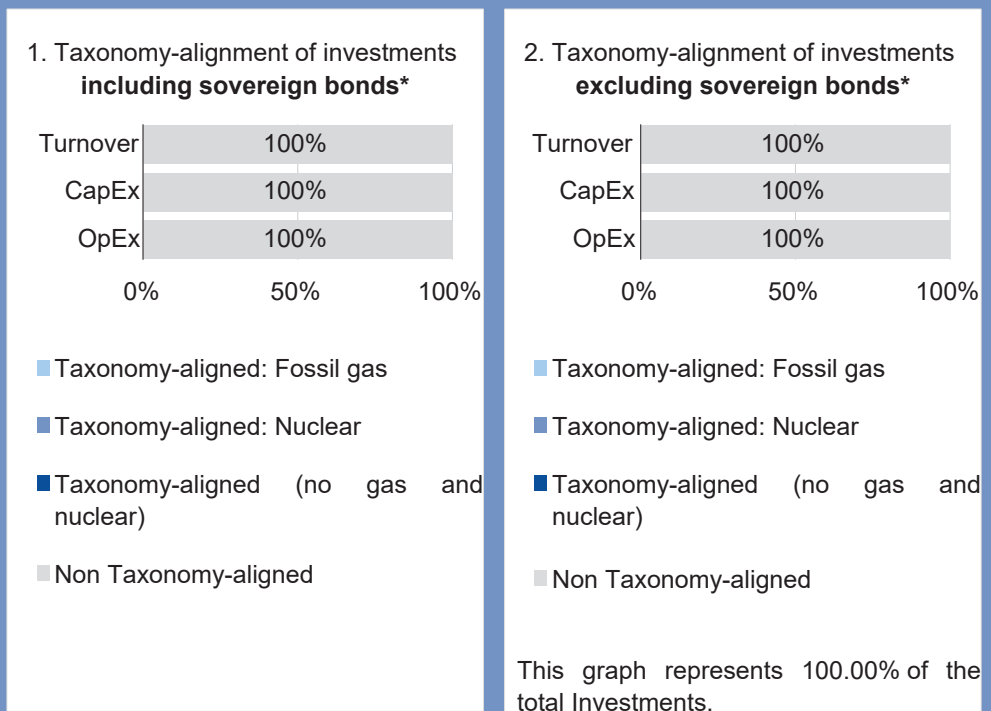 1. Taxonomy-alignment of investments
including sovereign bonds*
Turnover 100%
CapEx 100%
OpEx 100%
0% 50% 100%
Taxonomy-aligned: Fossil gas
Taxonomy-aligned: Nuclear
Taxonomy-aligned (no gas and
nuclear)
Non Taxonomy-aligned
2. Taxonomy-alignment of investments
excluding sovereign bonds*
Turnover 100%
CapEx 100%
OpEx 100%
0% 50% 100%
Taxonomy-aligned: Fossil gas
Taxonomy-aligned: Nuclear
Taxonomy-aligned (no gas and
nuclear)
Non Taxonomy-aligned
This graph represents 100.00% of the
total Investments.